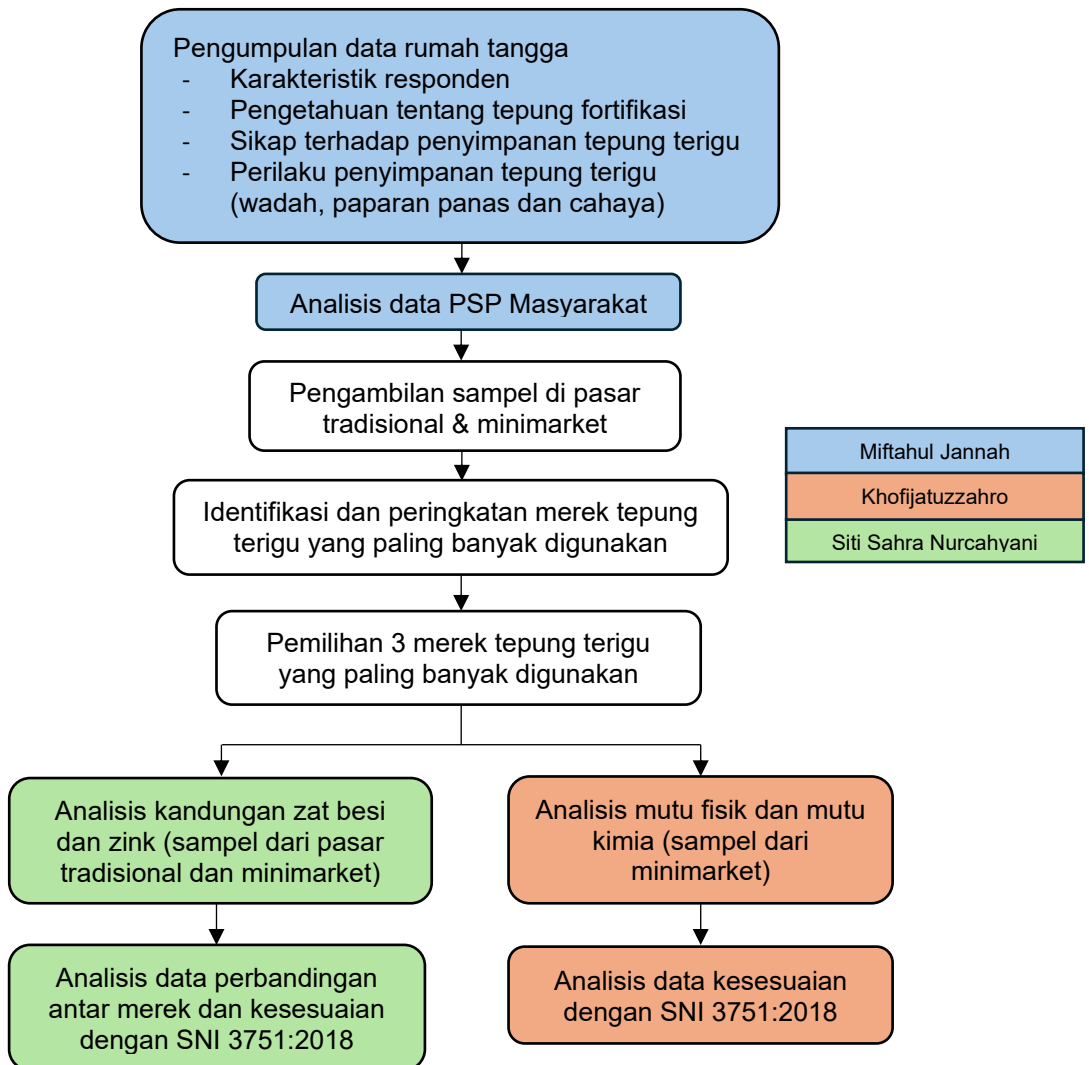 Pengumpulan data rumah tangga
- Karakteristik responden
- Pengetahuan tentang tepung fortifikasi
- Sikap terhadap penyimpanan tepung terigu
- Perilaku penyimpanan tepung terigu
(wadah, paparan panas dan cahaya)
Analisis data PSP Masyarakat
Pengambilan sampel di pasar
tradisional & minimarket
Identifikasi dan peringkatan merek tepung
terigu yang paling banyak digunakan
Pemilihan 3 merek tepung terigu
yang paling banyak digunakan
Miftahul Jannah
Khofijatuzzahro
Siti Sahra Nurcahyani
Analisis kandungan zat besi
dan zink (sampel dari pasar
tradisional dan minimarket)
Analisis data perbandingan
antar merek dan kesesuaian
dengan SNI 3751:2018
Analisis mutu fisik dan mutu
kimia (sampel dari
minimarket)
Analisis data kesesuaian
dengan SNI 3751:2018